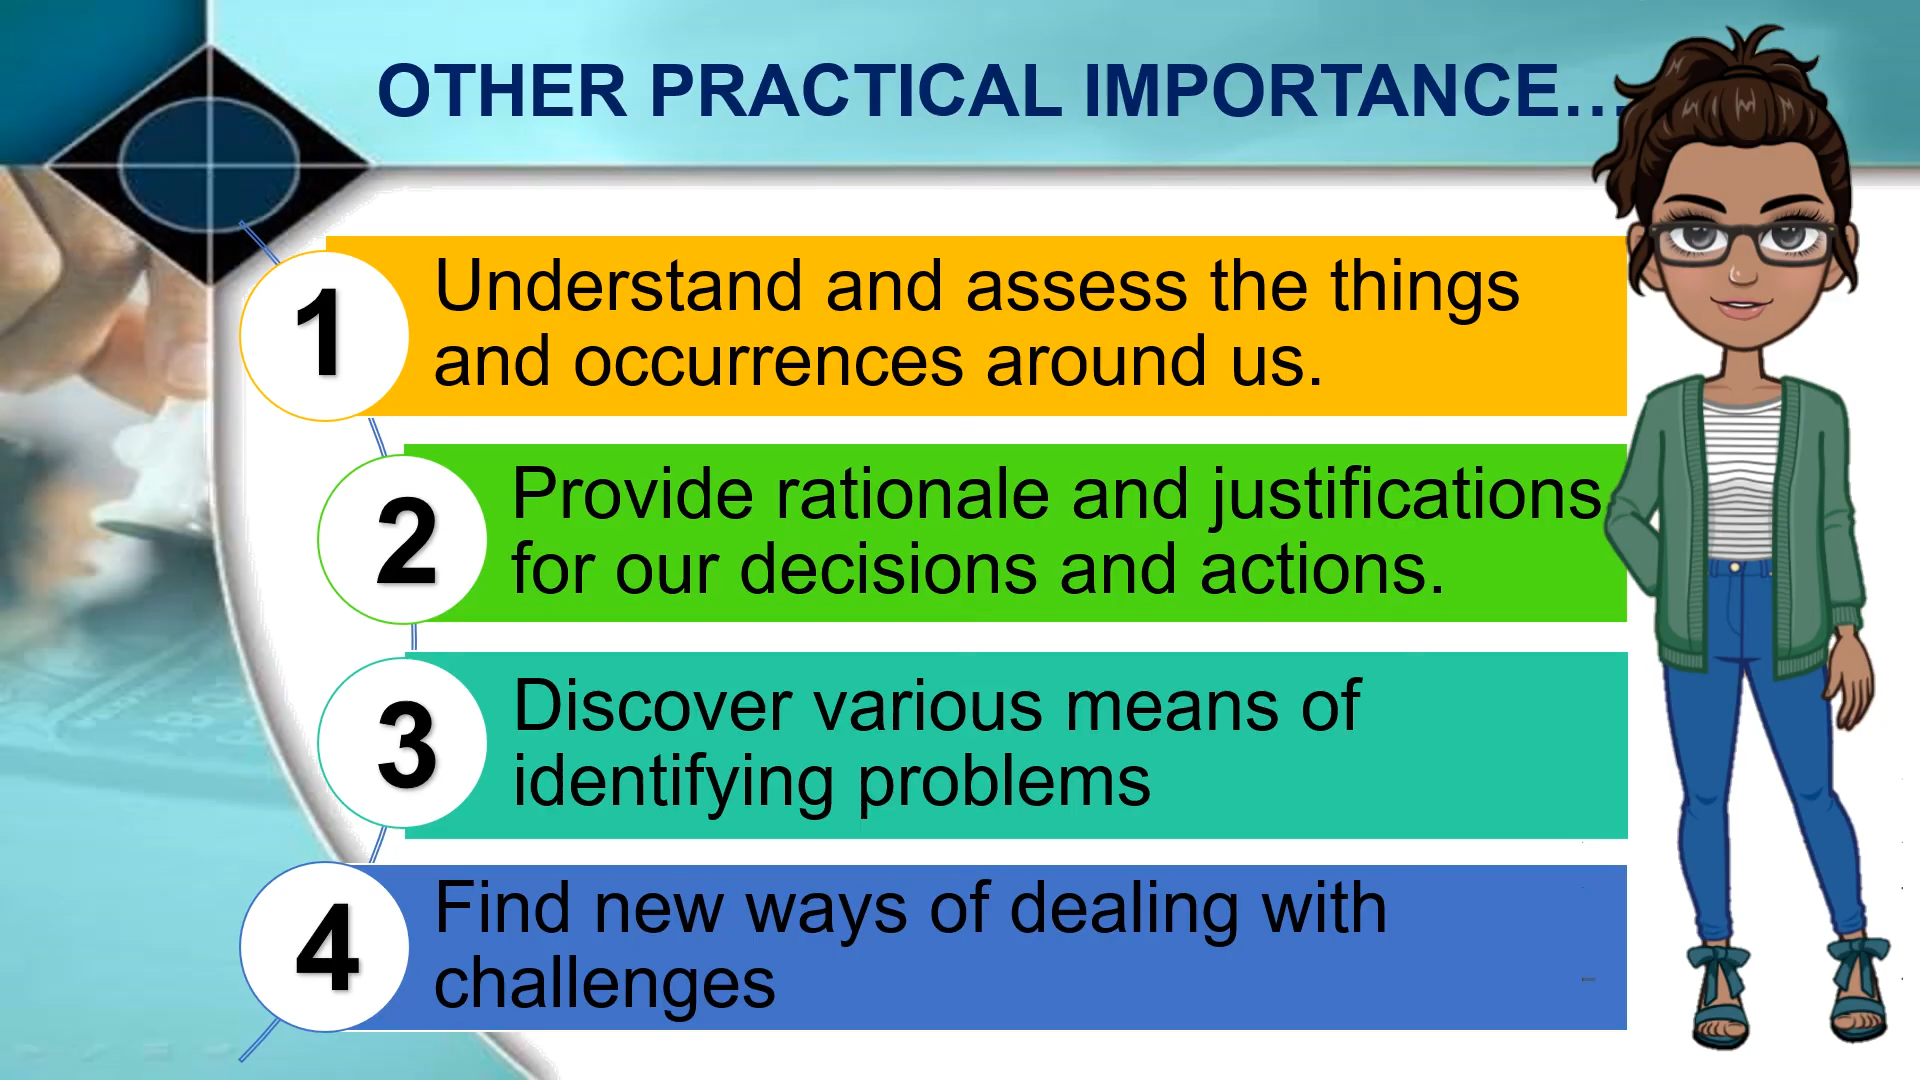 OTHER PRACTICAL IMPORTANCE...
1
Understand and assess the things
and occurrences around us.
2
Provide rationale and justifications
for our decisions and actions.
3
Discover various means of
identifying problems
4
Find new ways of dealing with
challenges